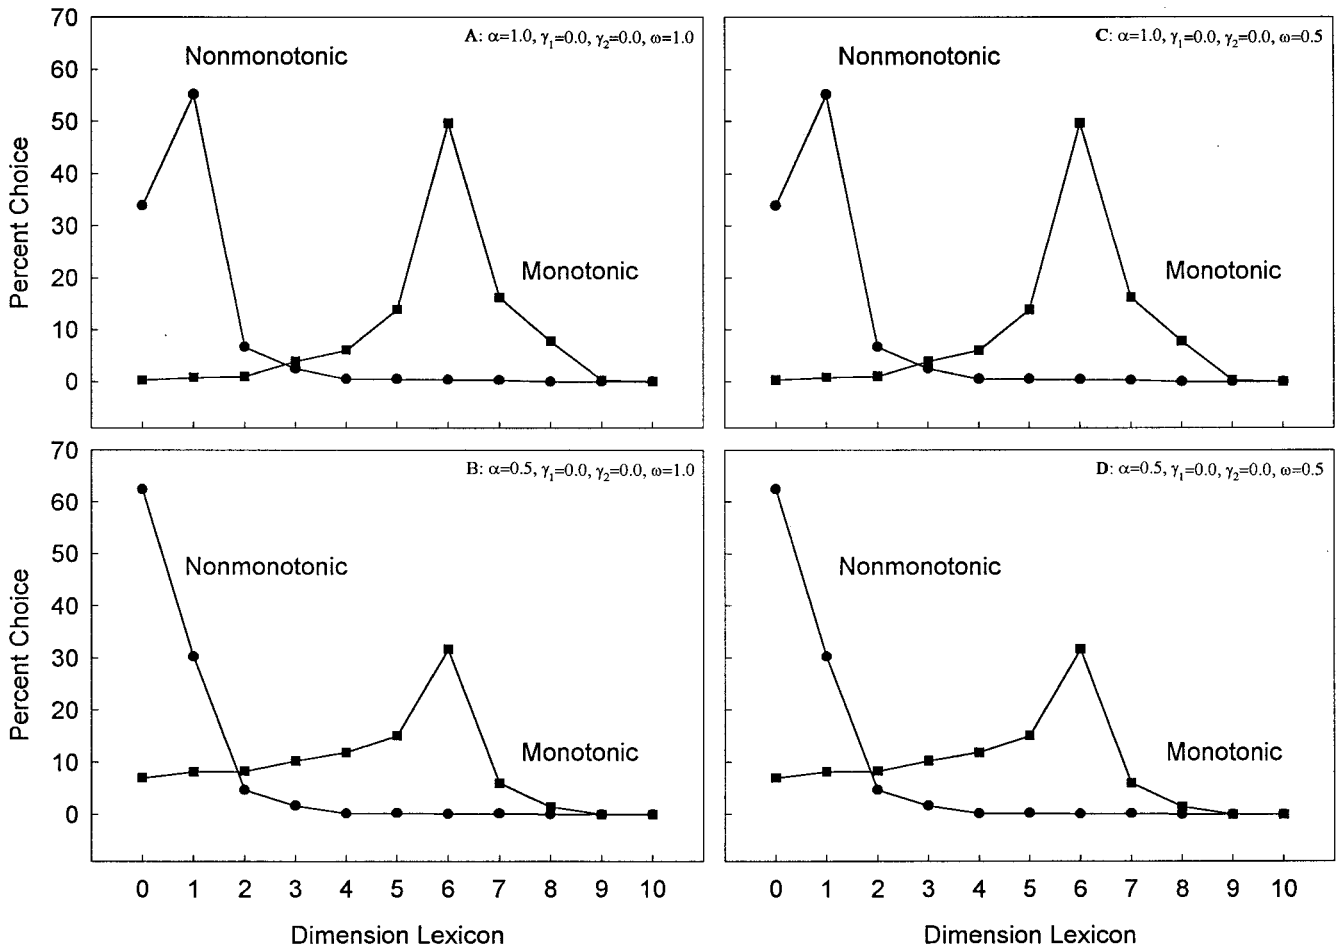 70
60
50
40
30
20
10
0
Percent Choice
A: α=1.0, γ₁=0.0, γ₂=0.0, ω=1.0
Nonmonotonic
Monotonic
C: α=1.0, γ₁=0.0, γ₂=0.0, ω=0.5
Nonmonotonic
Monotonic
70
60
50
40
30
20
10
0
Percent Choice
B: α=0.5, γ₁=0.0, γ₂=0.0, ω=1.0
Nonmonotonic
Monotonic
0 1 2 3 4 5 6 7 8 9 10
Dimension Lexicon
D: α=0.5, γ₁=0.0, γ₂=0.0, ω=0.5
Nonmonotonic
Monotonic
0 1 2 3 4 5 6 7 8 9 10
Dimension Lexicon